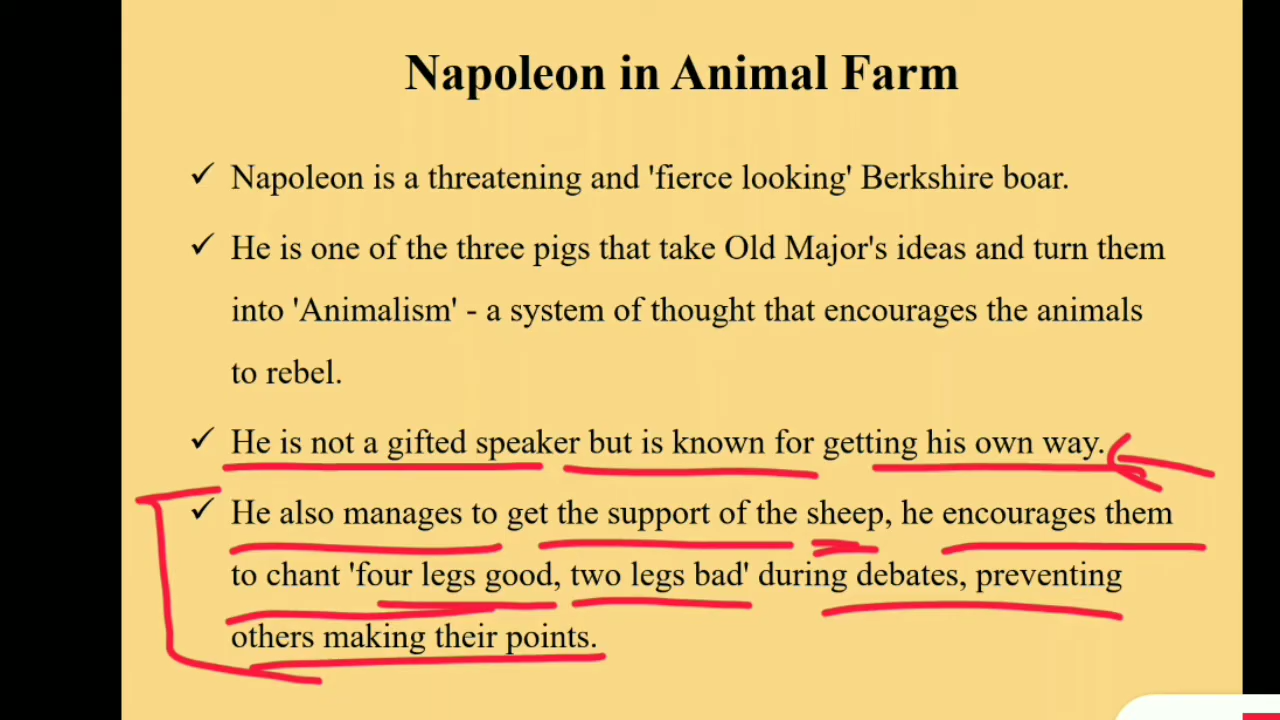 Napoleon in Animal Farm
✓ Napoleon is a threatening and 'fierce looking' Berkshire boar.
✓ He is one of the three pigs that take Old Major's ideas and turn them
into 'Animalism' - a system of thought that encourages the animals
to rebel.
✓ He is not a gifted speaker but is known for getting his own way.
✓ He also manages to get the support of the sheep, he encourages them
to chant 'four legs good, two legs bad' during debates, preventing
others making their points.